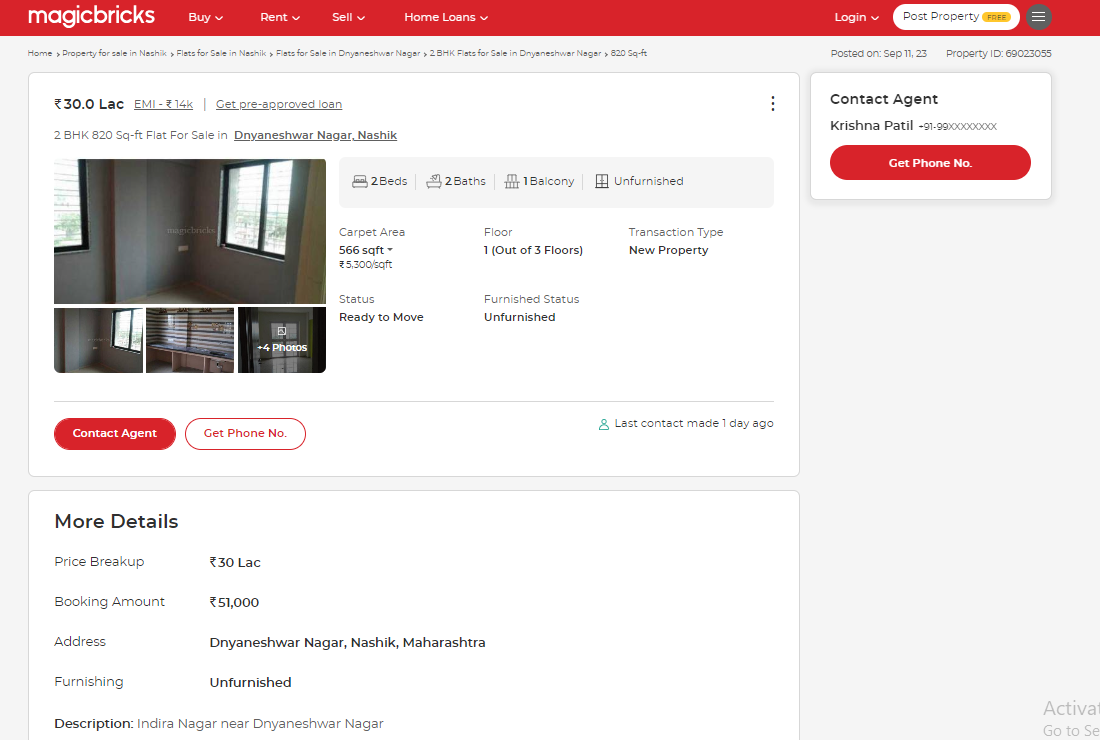 magicbricks
Buy Rent Sell Home Loans Login Post Property FREE
Home > Property for sale in Nashik > Flats for Sale in Nashik > Flats for Sale in Dnyaneshwar Nagar > 2 BHK Flats for Sale in Dnyaneshwar Nagar > 820 Sq-ft
Posted on: Sep 11, 23 Property ID: 69023055
₹30.0 Lac EMI - ₹ 14k | Get pre-approved loan
2 BHK 820 Sq-ft Flat For Sale in Dnyaneshwar Nagar, Nashik
magicbricks
+4 Photos
2 Beds 2 Baths 1 Balcony Unfurnished
Carpet Area Floor Transaction Type
566 sqft 1 (Out of 3 Floors) New Property
₹5,300/sqft
Status Furnished Status
Ready to Move Unfurnished
Contact Agent Get Phone No. Last contact made 1 day ago
Contact Agent
Krishna Patil +91-99XXXXXXXX
Get Phone No.
More Details
Price Breakup ₹30 Lac
Booking Amount ₹51,000
Address Dnyaneshwar Nagar, Nashik, Maharashtra
Furnishing Unfurnished
Description: Indira Nagar near Dnyaneshwar Nagar
Activat
Go to Se